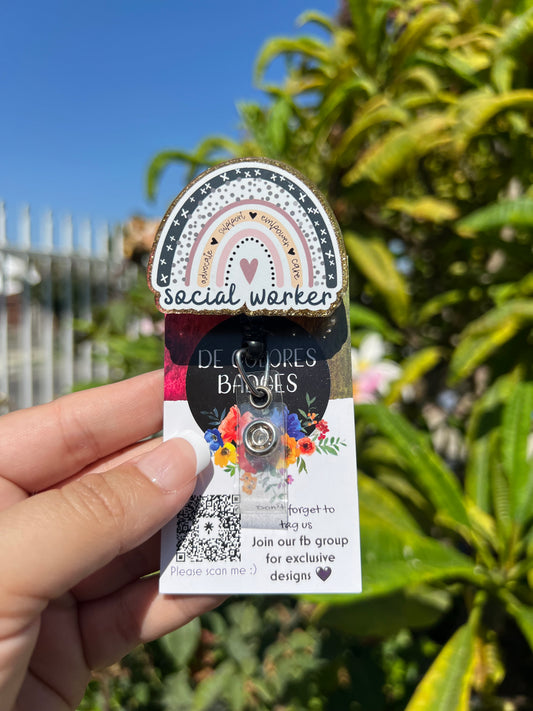 advocate ♥ support ♥ empower ♥ care
social worker
DE COLORES
BADGES
Don't forget to
tag us
Join our fb group
for exclusive
designs 🖤
Please scan me :)